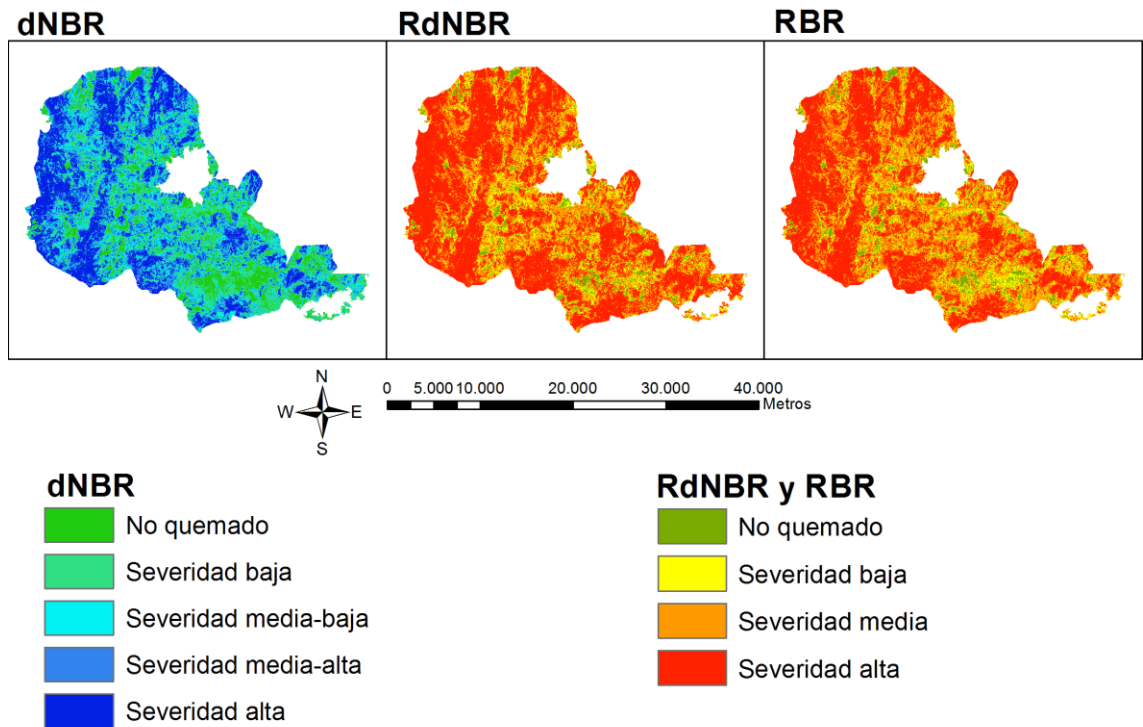 dNBR
RdNBR
RBR
N
W E
S
0 5.000 10.000 20.000 30.000 40.000
Metros
dNBR
No quemado
Severidad baja
Severidad media-baja
Severidad media-alta
Severidad alta
RdNBR y RBR
No quemado
Severidad baja
Severidad media
Severidad alta